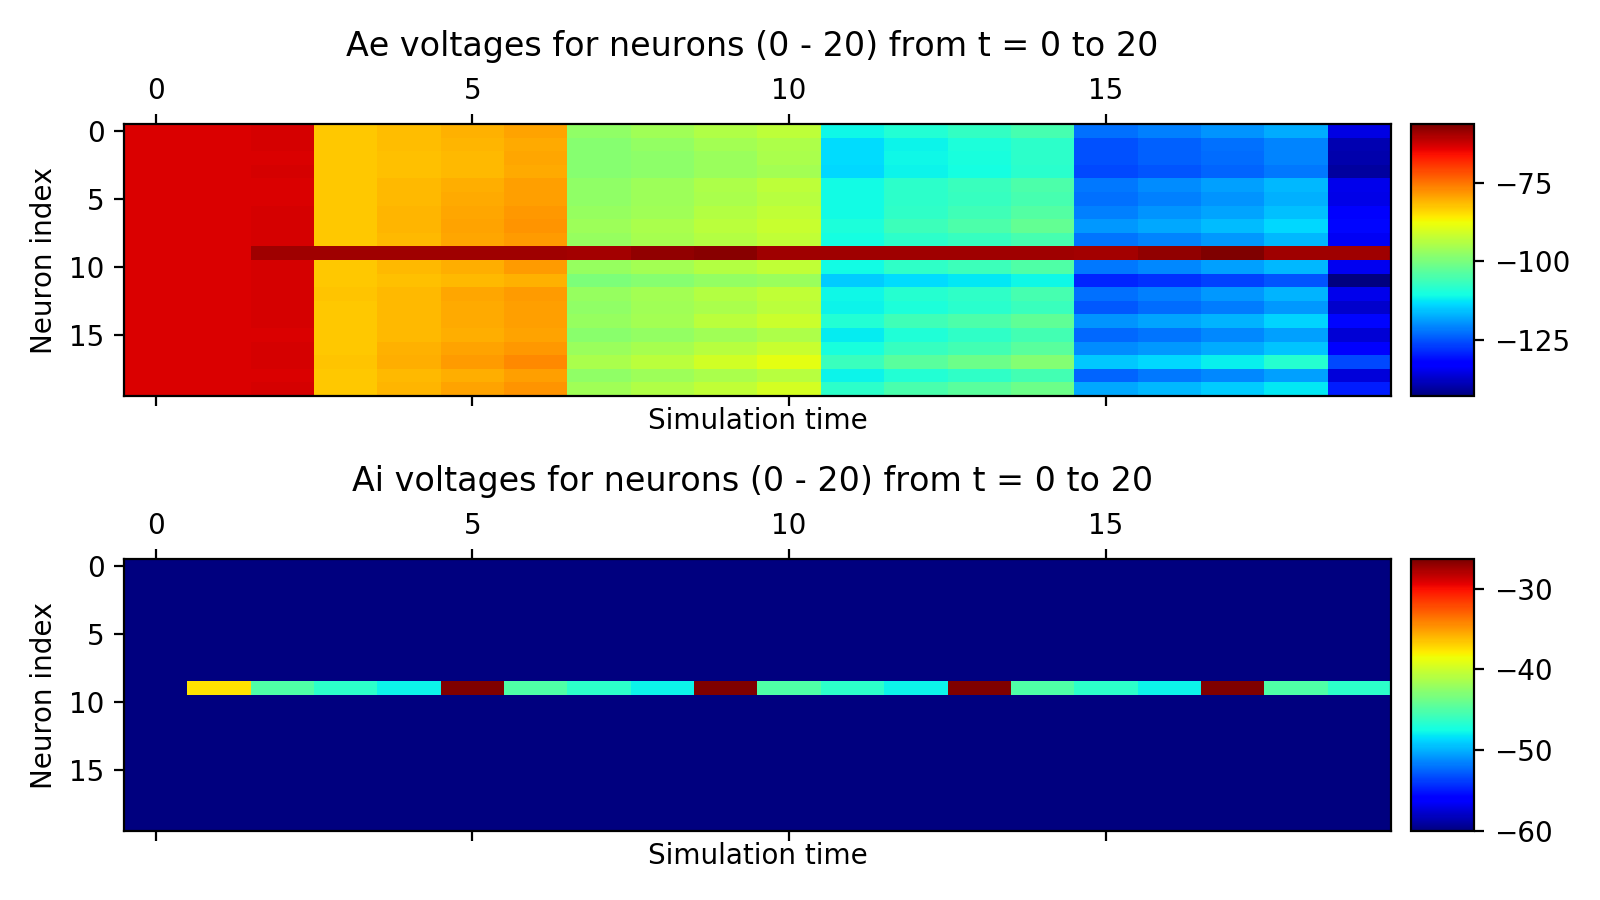 Ae voltages for neurons (0 - 20) from t = 0 to 20
0 5 10 15
Neuron index
0
5
10
15
Simulation time
−75
−100
−125
Ai voltages for neurons (0 - 20) from t = 0 to 20
0 5 10 15
Neuron index
0
5
10
15
Simulation time
−30
−40
−50
−60